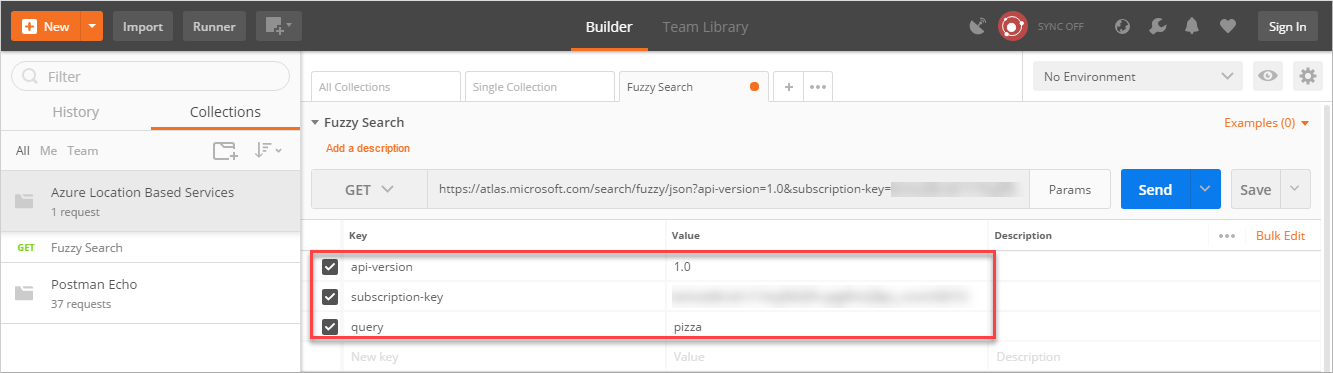 New Import Runner Builder Team Library SYNC OFF Sign In
Filter
History Collections
All Me Team
Azure Location Based Services
1 request
GET Fuzzy Search
Postman Echo
37 requests
All Collections Single Collection Fuzzy Search + ••• No Environment
Fuzzy Search Examples (0)
Add a description
GET https://atlas.microsoft.com/search/fuzzy/json?api-version=1.0&subscription-key= Params Send Save
Key Value Description ••• Bulk Edit
api-version 1.0
subscription-key
query pizza
New key Value Description